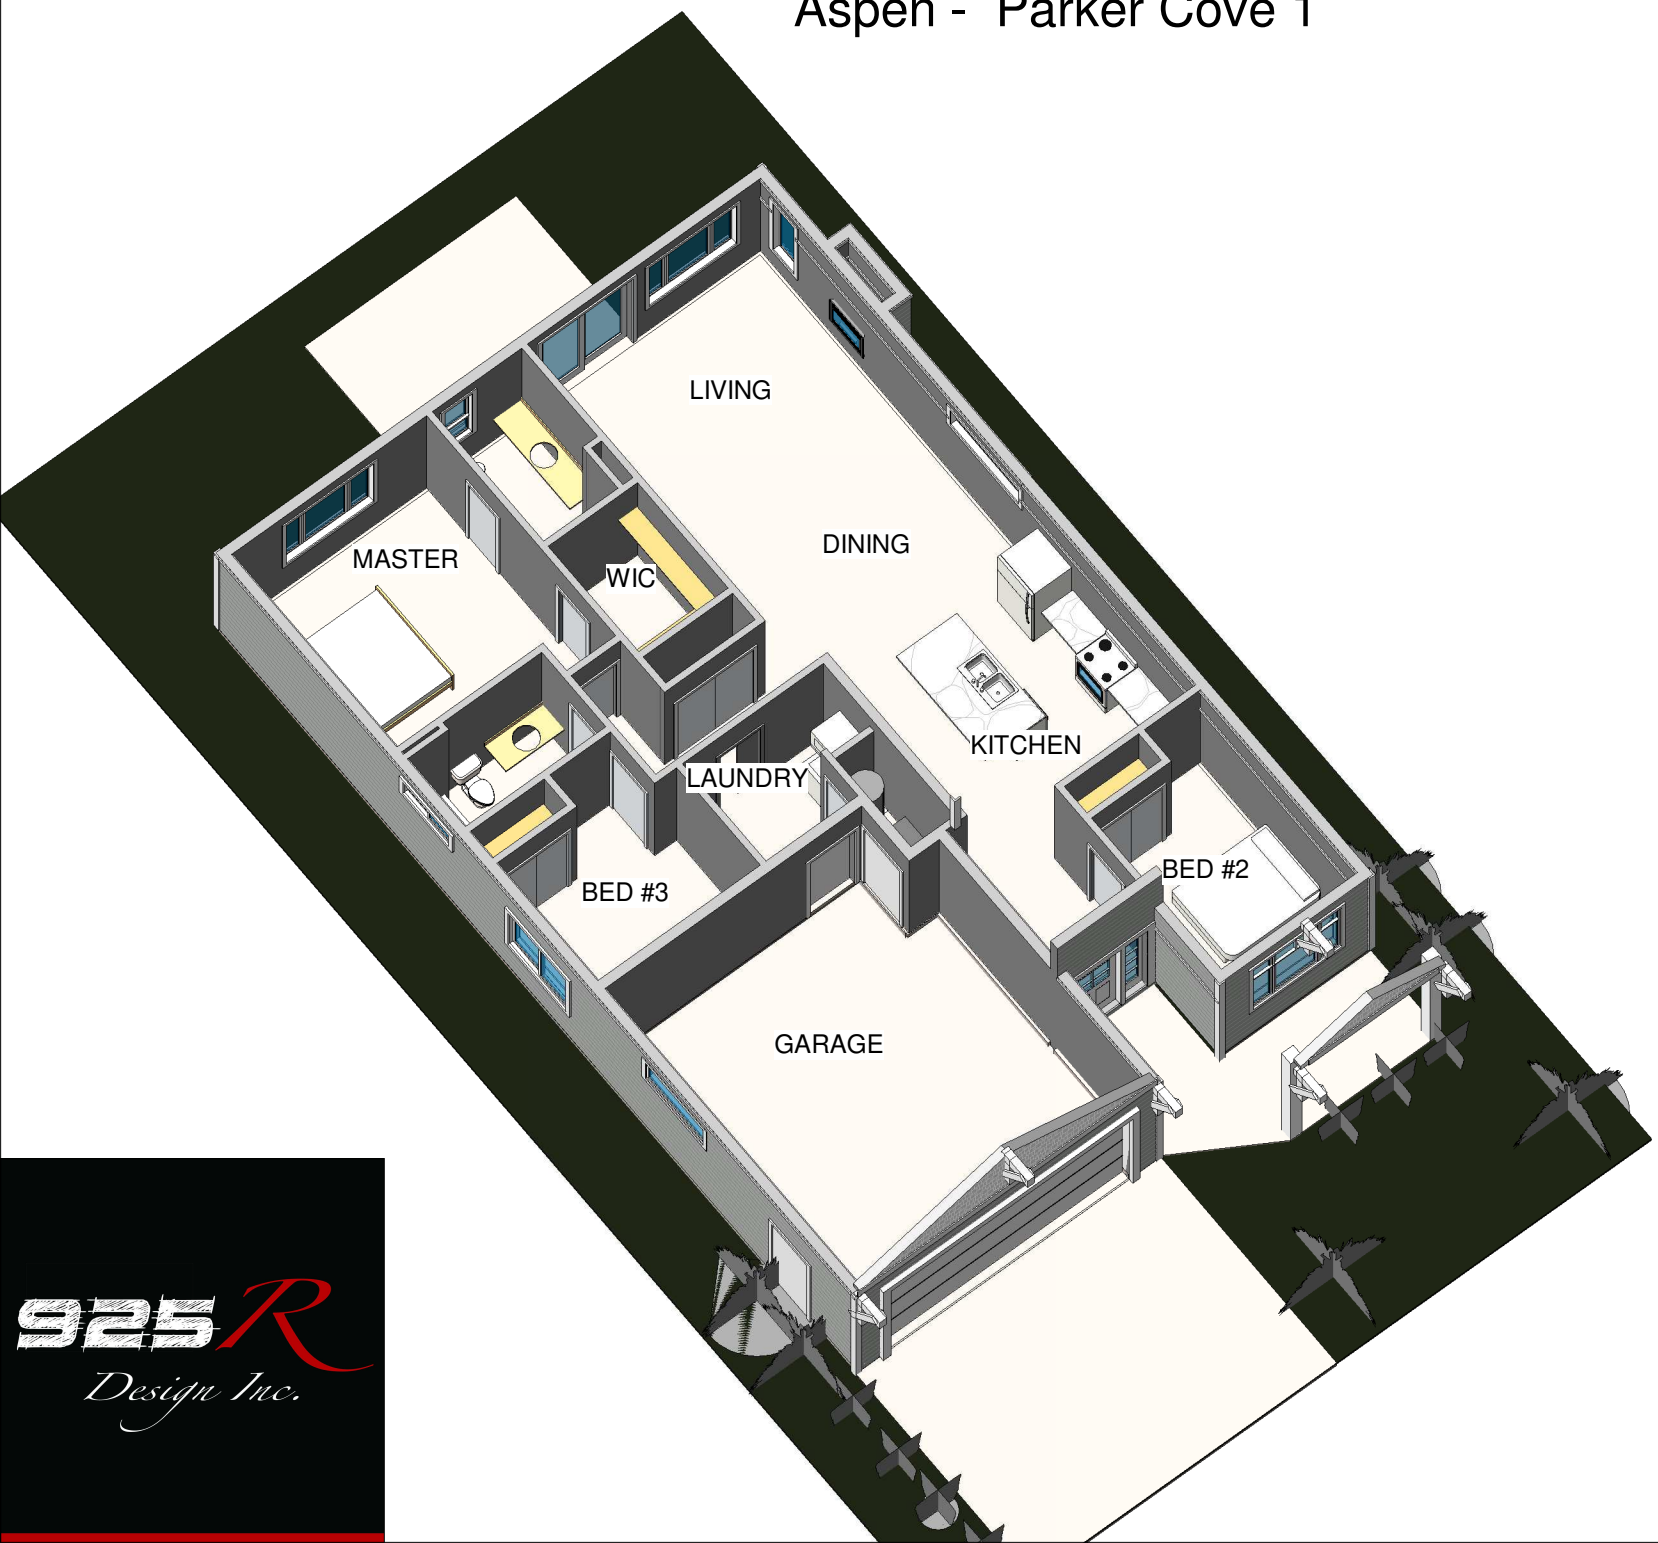 Aspen -  Parker Cove 1
LIVING
DINING
MASTER
WIC
KITCHEN
LAUNDRY
BED #2
BED #3
GARAGE
925R
Design Inc.